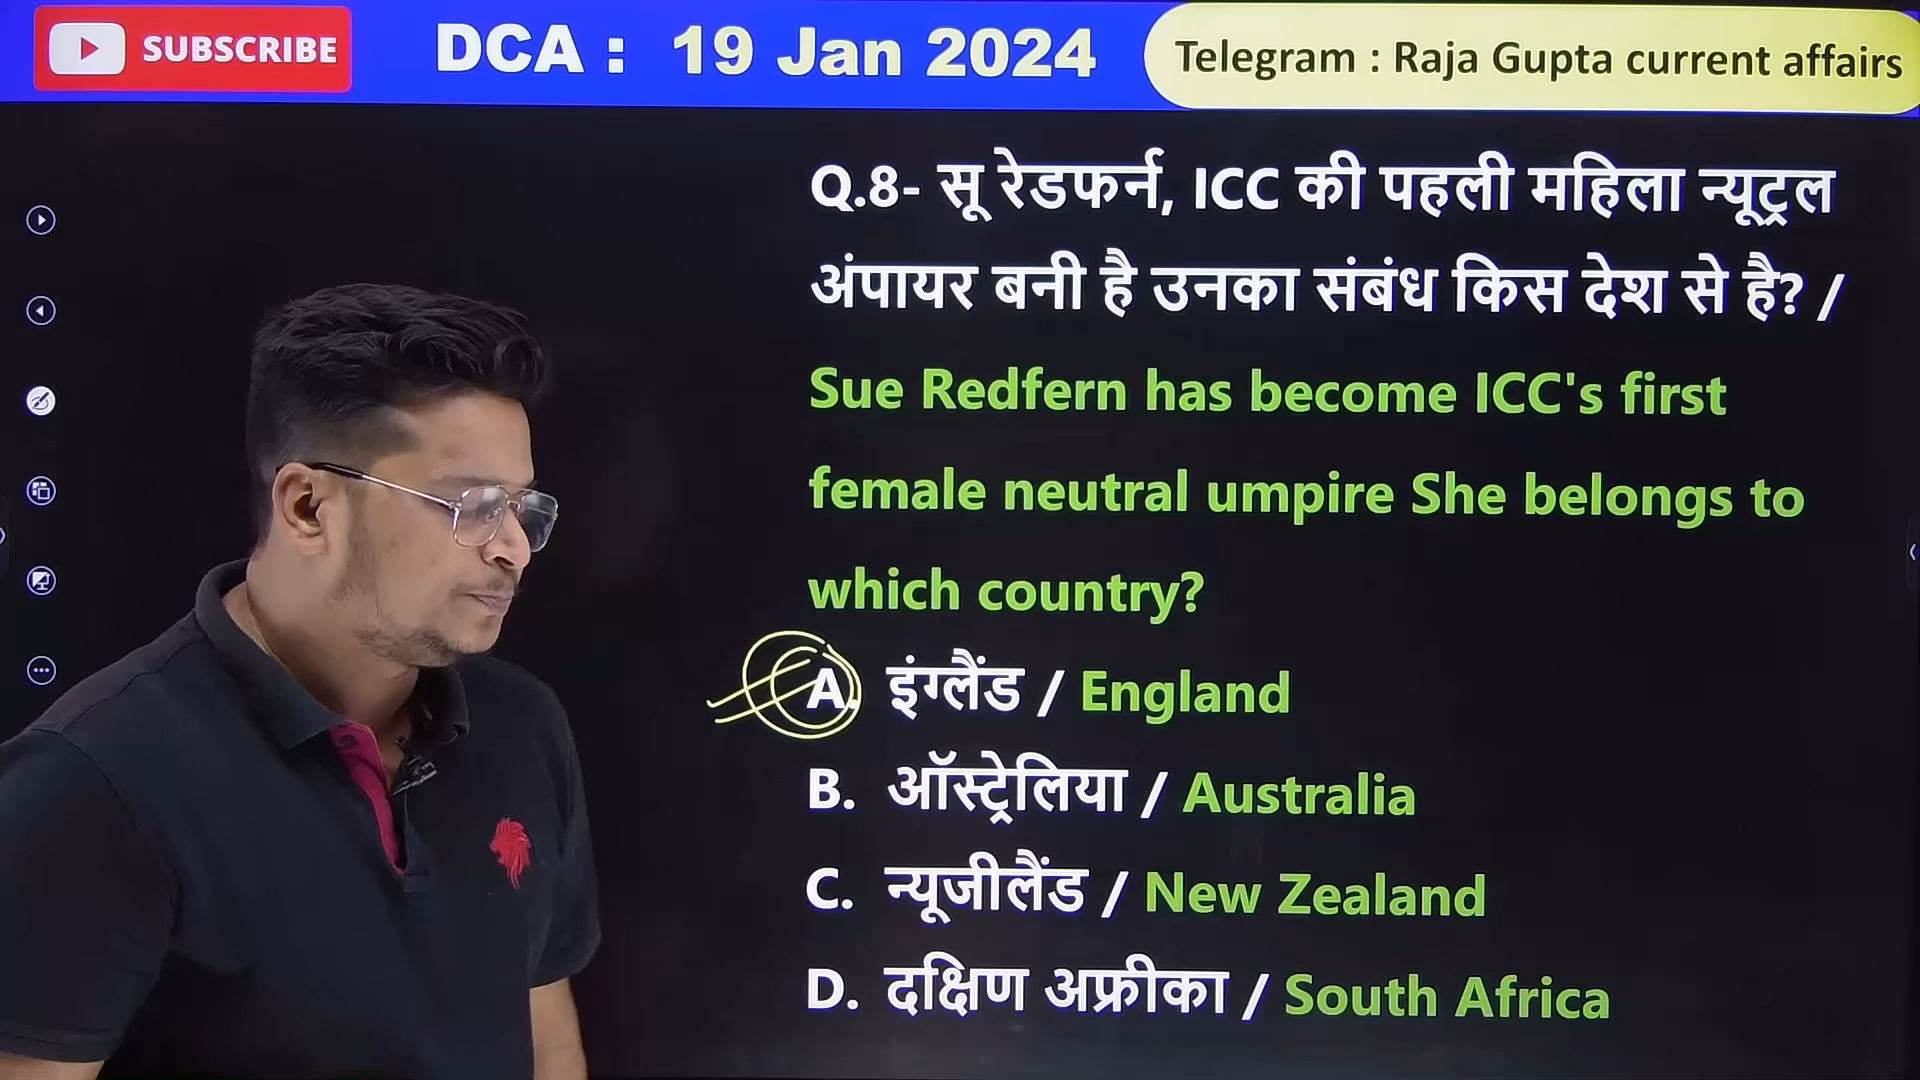 SUBSCRIBE
DCA : 19 Jan 2024
Telegram : Raja Gupta current affairs
Q.8- सू रेडफर्न, ICC की पहली महिला न्यूट्रल
अंपायर बनी है उनका संबंध किस देश से है? /
Sue Redfern has become ICC's first
female neutral umpire She belongs to
which country?
A. इंग्लैंड / England
B. ऑस्ट्रेलिया / Australia
C. न्यूजीलैंड / New Zealand
D. दक्षिण अफ्रीका / South Africa